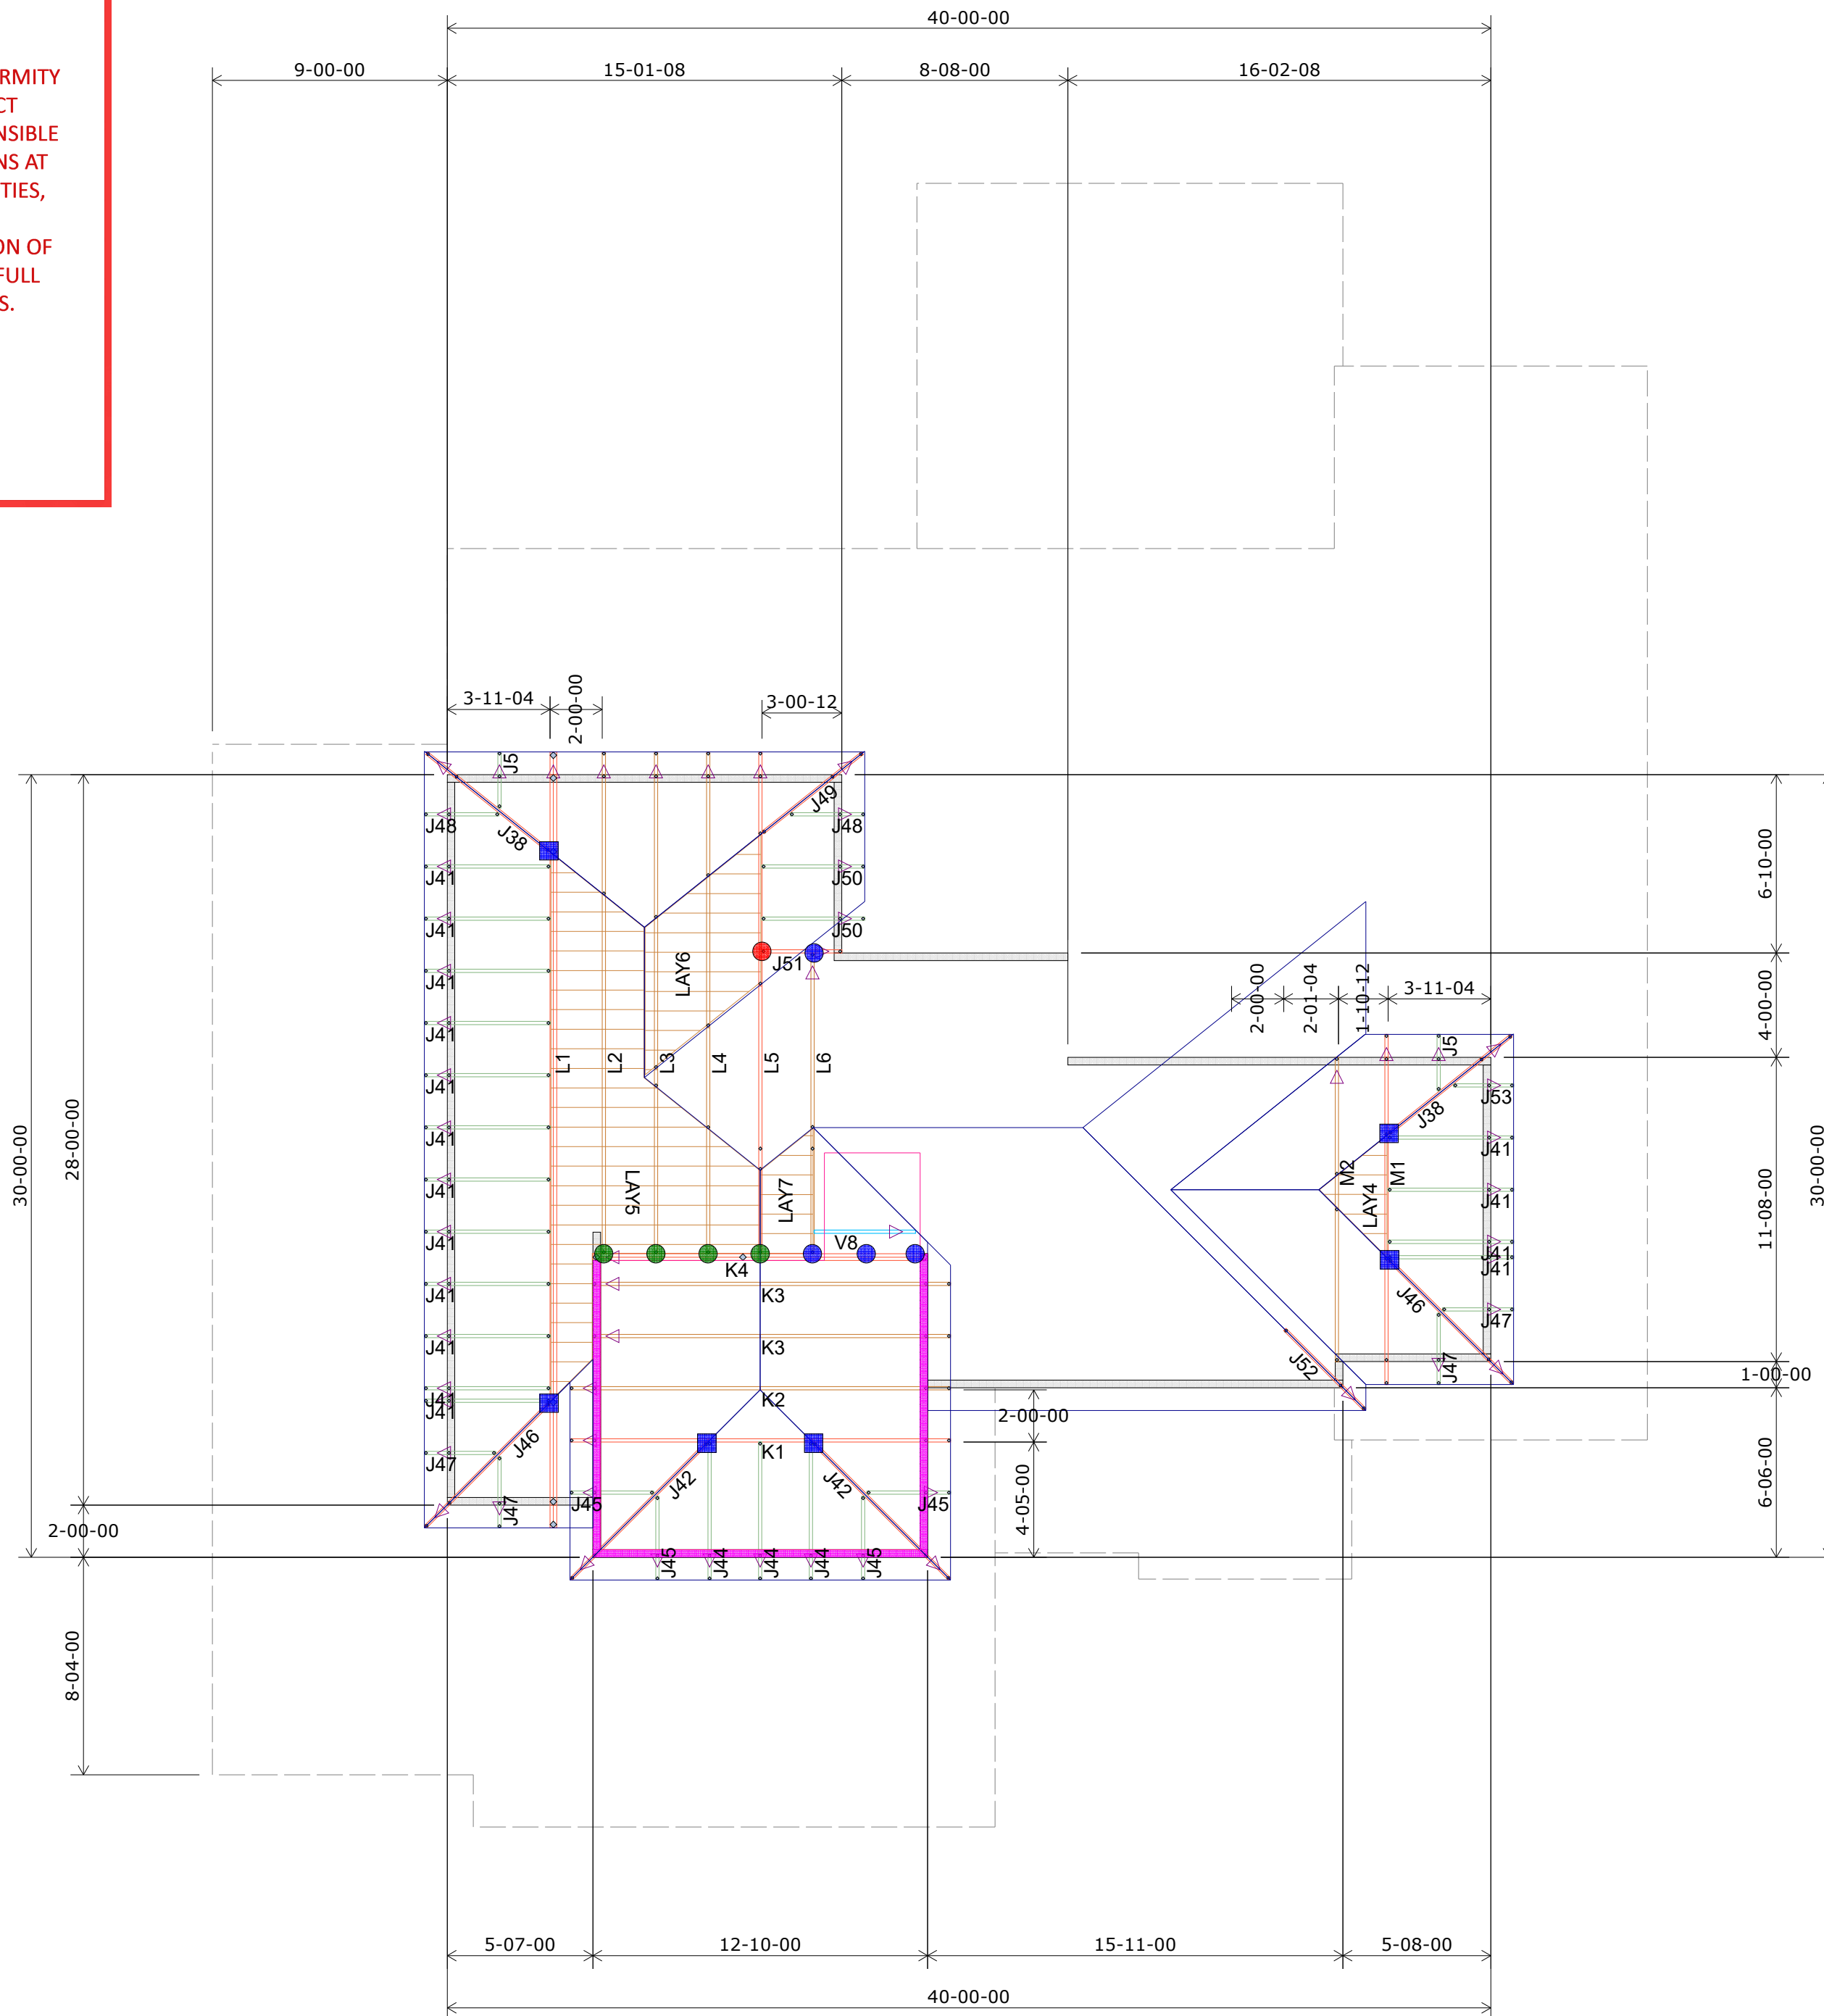 40-00-00
9-00-00
15-01-08
8-08-00
16-02-08
RMITY
CT
NSIBLE
NS AT
TIES,
ON OF
FULL
S.
3-11-04
2-00-00
3-00-12
J5
J48
J38
J49
J48
J41
J50
J41
J50
J41
J51
LAY6
J41
L1
L2
L3
L4
L5
L6
J41
J41
J41
J41
LAY5
LAY7
V8
K4
J41
K3
J41
K3
J41
J41
K2
K1
J46
J47
J47
J42
J42
J45
J45
J45
J44
J44
J44
J45
2-00-00
4-05-00
2-00-00
2-01-04
1-10-12
3-11-04
J5
J53
J38
J41
M2
M1
J41
LAY4
J41
J41
J46
J47
J47
J52
6-10-00
4-00-00
11-08-00
1-00-00
6-06-00
30-00-00
30-00-00
28-00-00
2-00-00
8-04-00
5-07-00
12-10-00
15-11-00
5-08-00
40-00-00